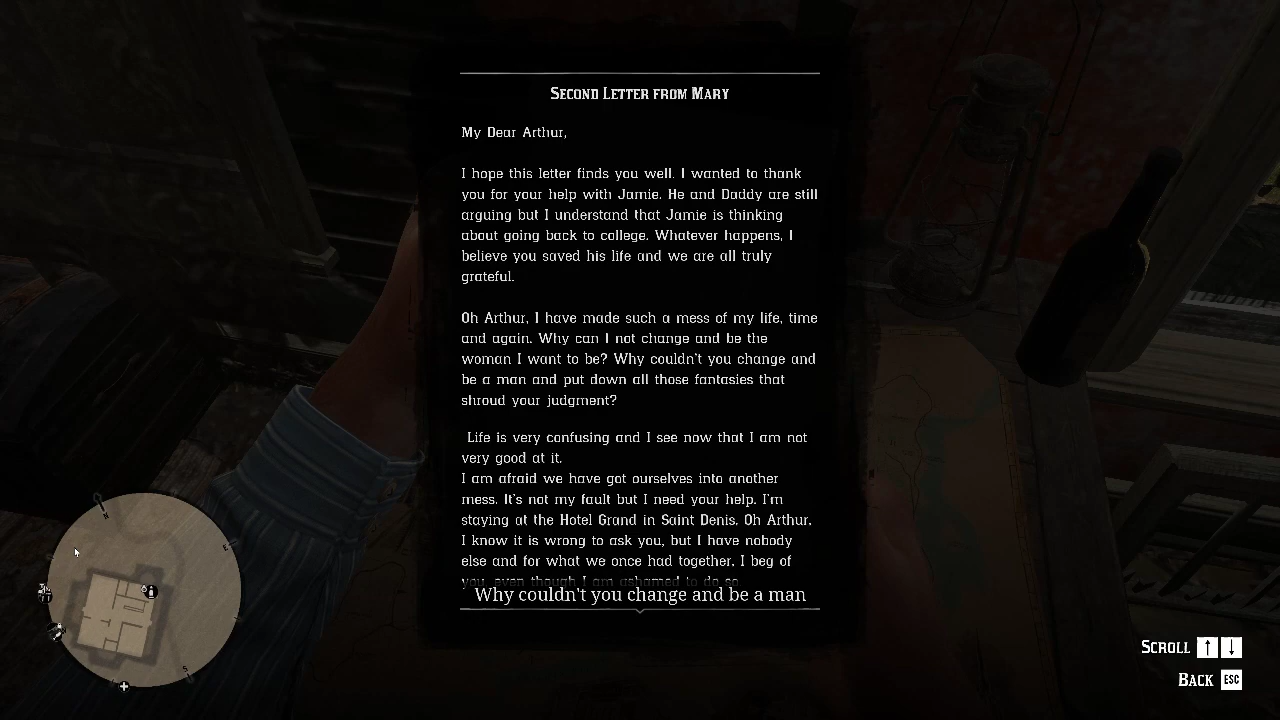 Second Letter from Mary
My Dear Arthur,
I hope this letter finds you well. I wanted to thank
you for your help with Jamie. He and Daddy are still
arguing but I understand that Jamie is thinking
about going back to college. Whatever happens, I
believe you saved his life and we are all truly
grateful.
Oh Arthur, I have made such a mess of my life, time
and again. Why can I not change and be the
woman I want to be? Why couldn't you change and
be a man and put down all those fantasies that
shroud your judgment?
Life is very confusing and I see now that I am not
very good at it.
I am afraid we have got ourselves into another
mess. It's not my fault but I need your help. I'm
staying at the Hotel Grand in Saint Denis. Oh Arthur,
I know it is wrong to ask you, but I have nobody
else and for what we once had together, I beg of
you, even though I am ashamed to do so
Why couldn't you change and be a man
Scroll ↑ ↓
Back ESC
N
E
S